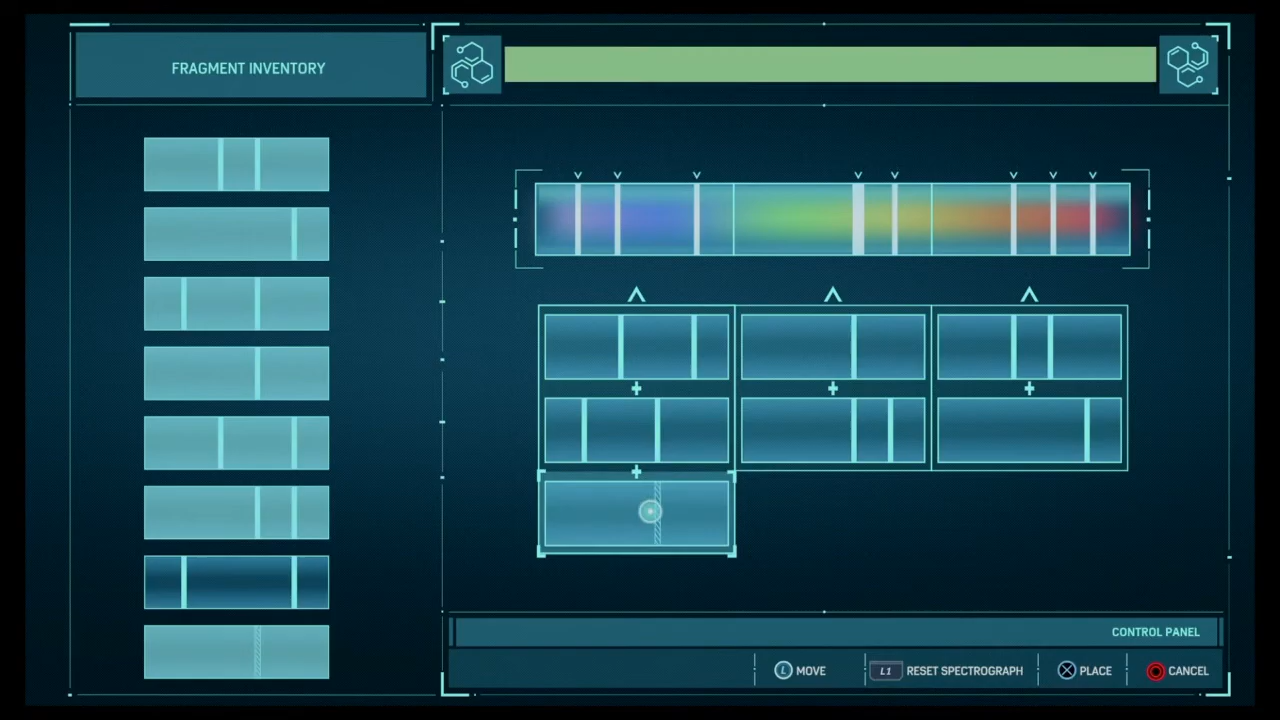 FRAGMENT INVENTORY
CONTROL PANEL
L MOVE
L1 RESET SPECTROGRAPH
PLACE
CANCEL